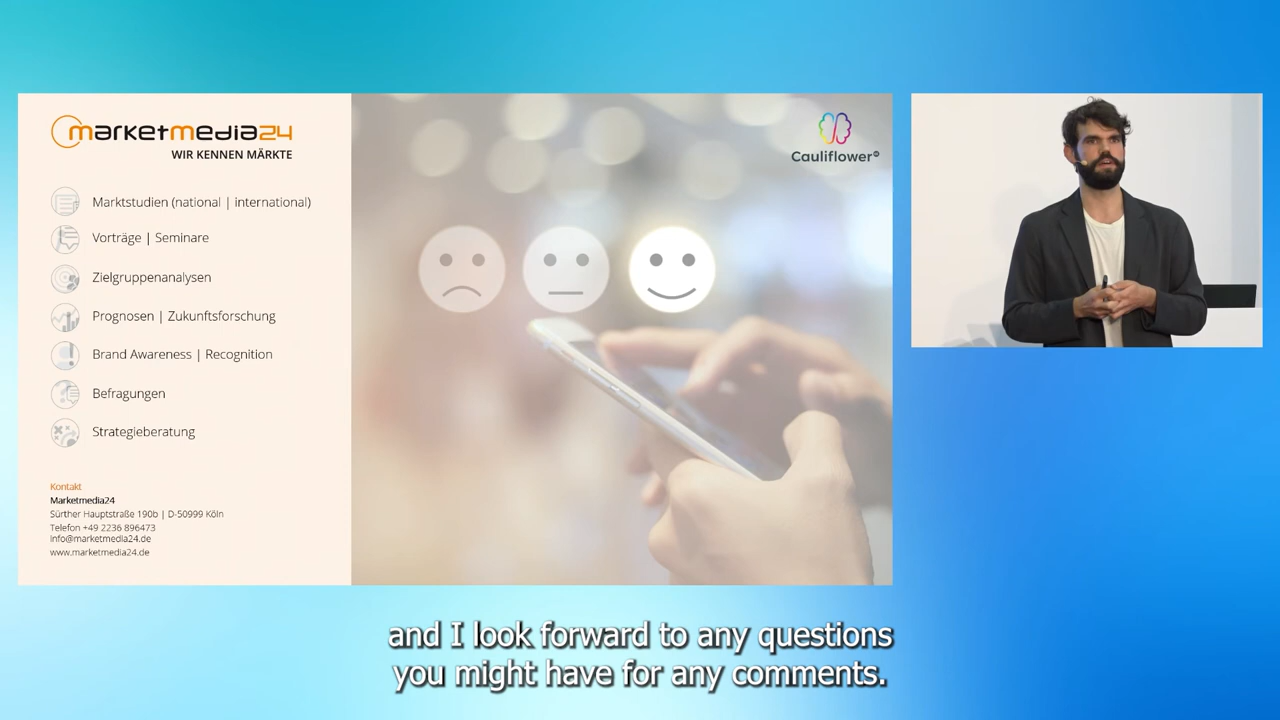 marketmedia24
WIR KENNEN MÄRKTE
Marktstudien (national | international)
Vorträge | Seminare
Zielgruppenanalysen
Prognosen | Zukunftsforschung
Brand Awareness | Recognition
Befragungen
Strategieberatung
Kontakt
Marketmedia24
Sürther Hauptstraße 190b | D-50999 Köln
Telefon +49 2236 896473
info@marketmedia24.de
www.marketmedia24.de
Cauliflower
and I look forward to any questions
you might have for any comments.